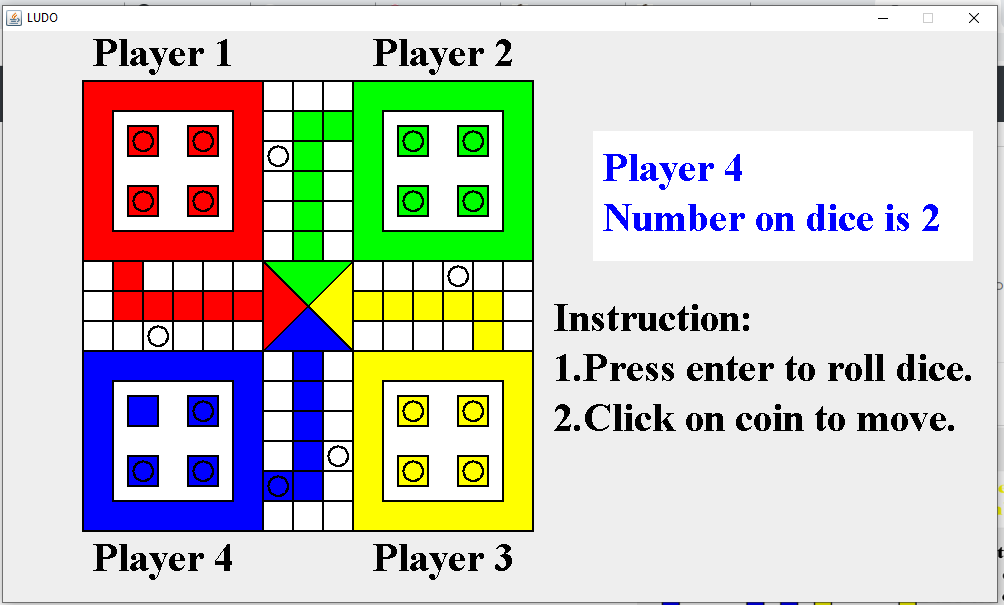 LUDO
Player 1
Player 2
Player 4
Number on dice is 2
Instruction:
1.Press enter to roll dice.
2.Click on coin to move.
Player 4
Player 3